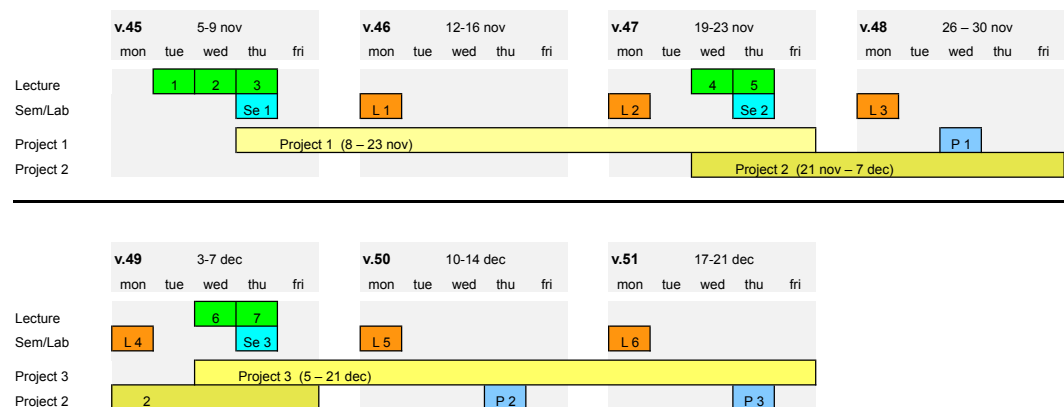 v.45 5-9 nov v.46 12-16 nov v.47 19-23 nov v.48 26 – 30 nov
mon tue wed thu fri mon tue wed thu fri mon tue wed thu fri mon tue wed thu fri
Lecture 1 2 3 4 5
Sem/Lab Se 1 L 1 L 2 Se 2 L 3
Project 1 Project 1 (8 – 23 nov) P 1
Project 2 Project 2 (21 nov – 7 dec)
v.49 3-7 dec v.50 10-14 dec v.51 17-21 dec
mon tue wed thu fri mon tue wed thu fri mon tue wed thu fri
Lecture 6 7
Sem/Lab L 4 Se 3 L 5 L 6
Project 3 Project 3 (5 – 21 dec)
Project 2 2 P 2 P 3